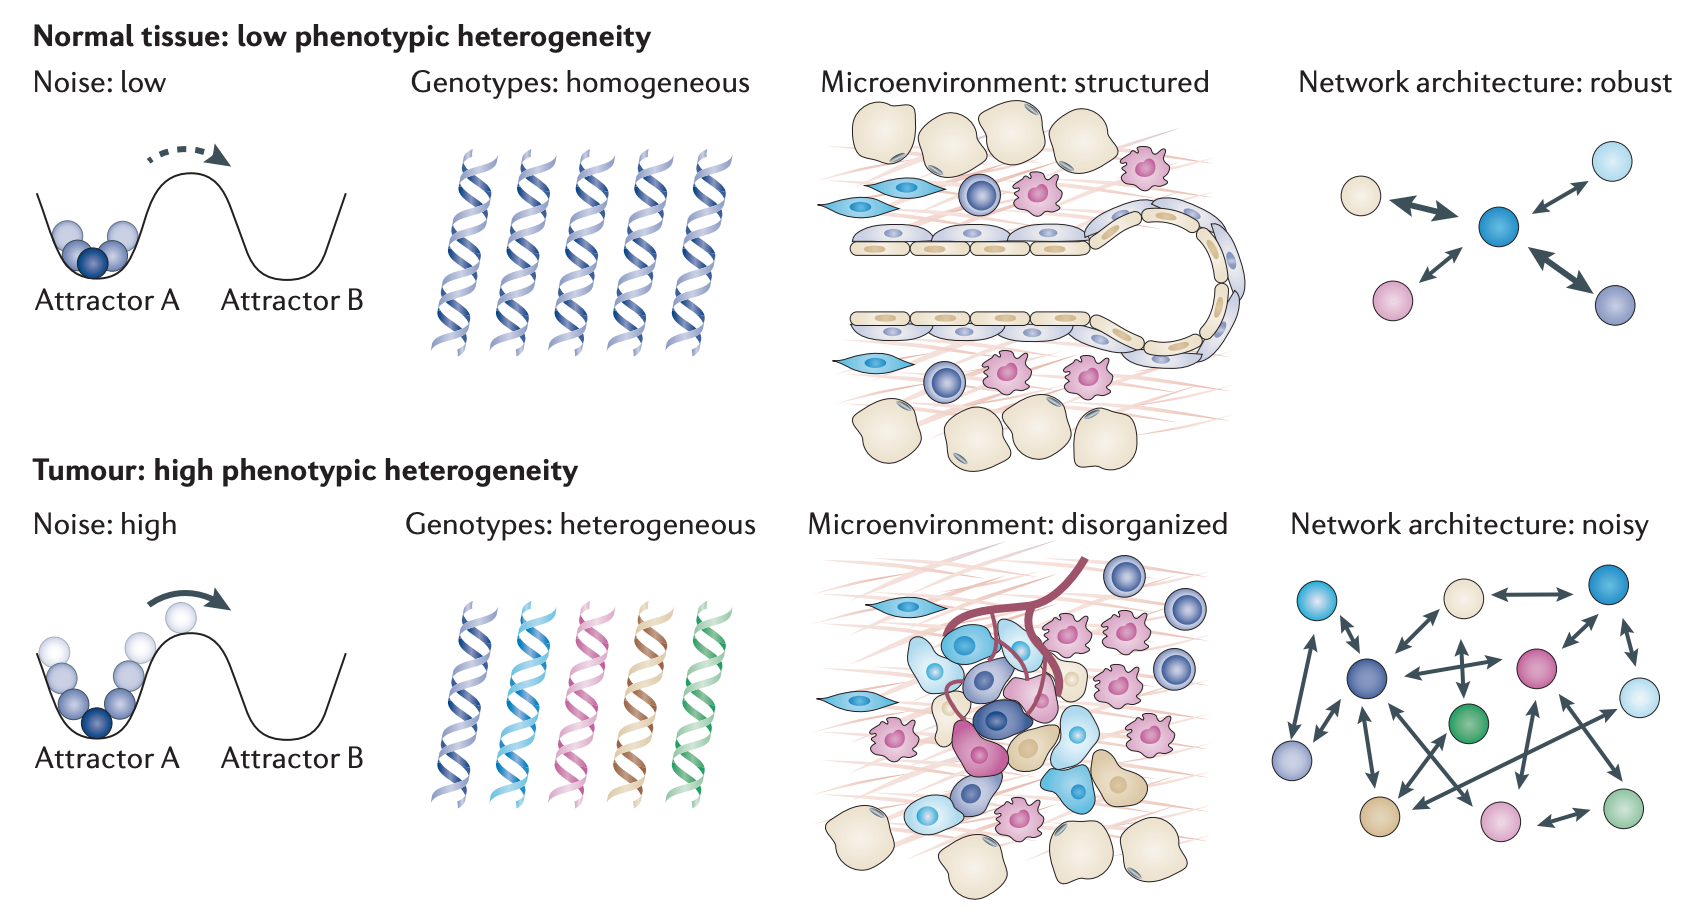 Normal tissue: low phenotypic heterogeneity
Noise: low
Genotypes: homogeneous
Microenvironment: structured
Network architecture: robust
Attractor A
Attractor B
Tumour: high phenotypic heterogeneity
Noise: high
Genotypes: heterogeneous
Microenvironment: disorganized
Network architecture: noisy
Attractor A
Attractor B